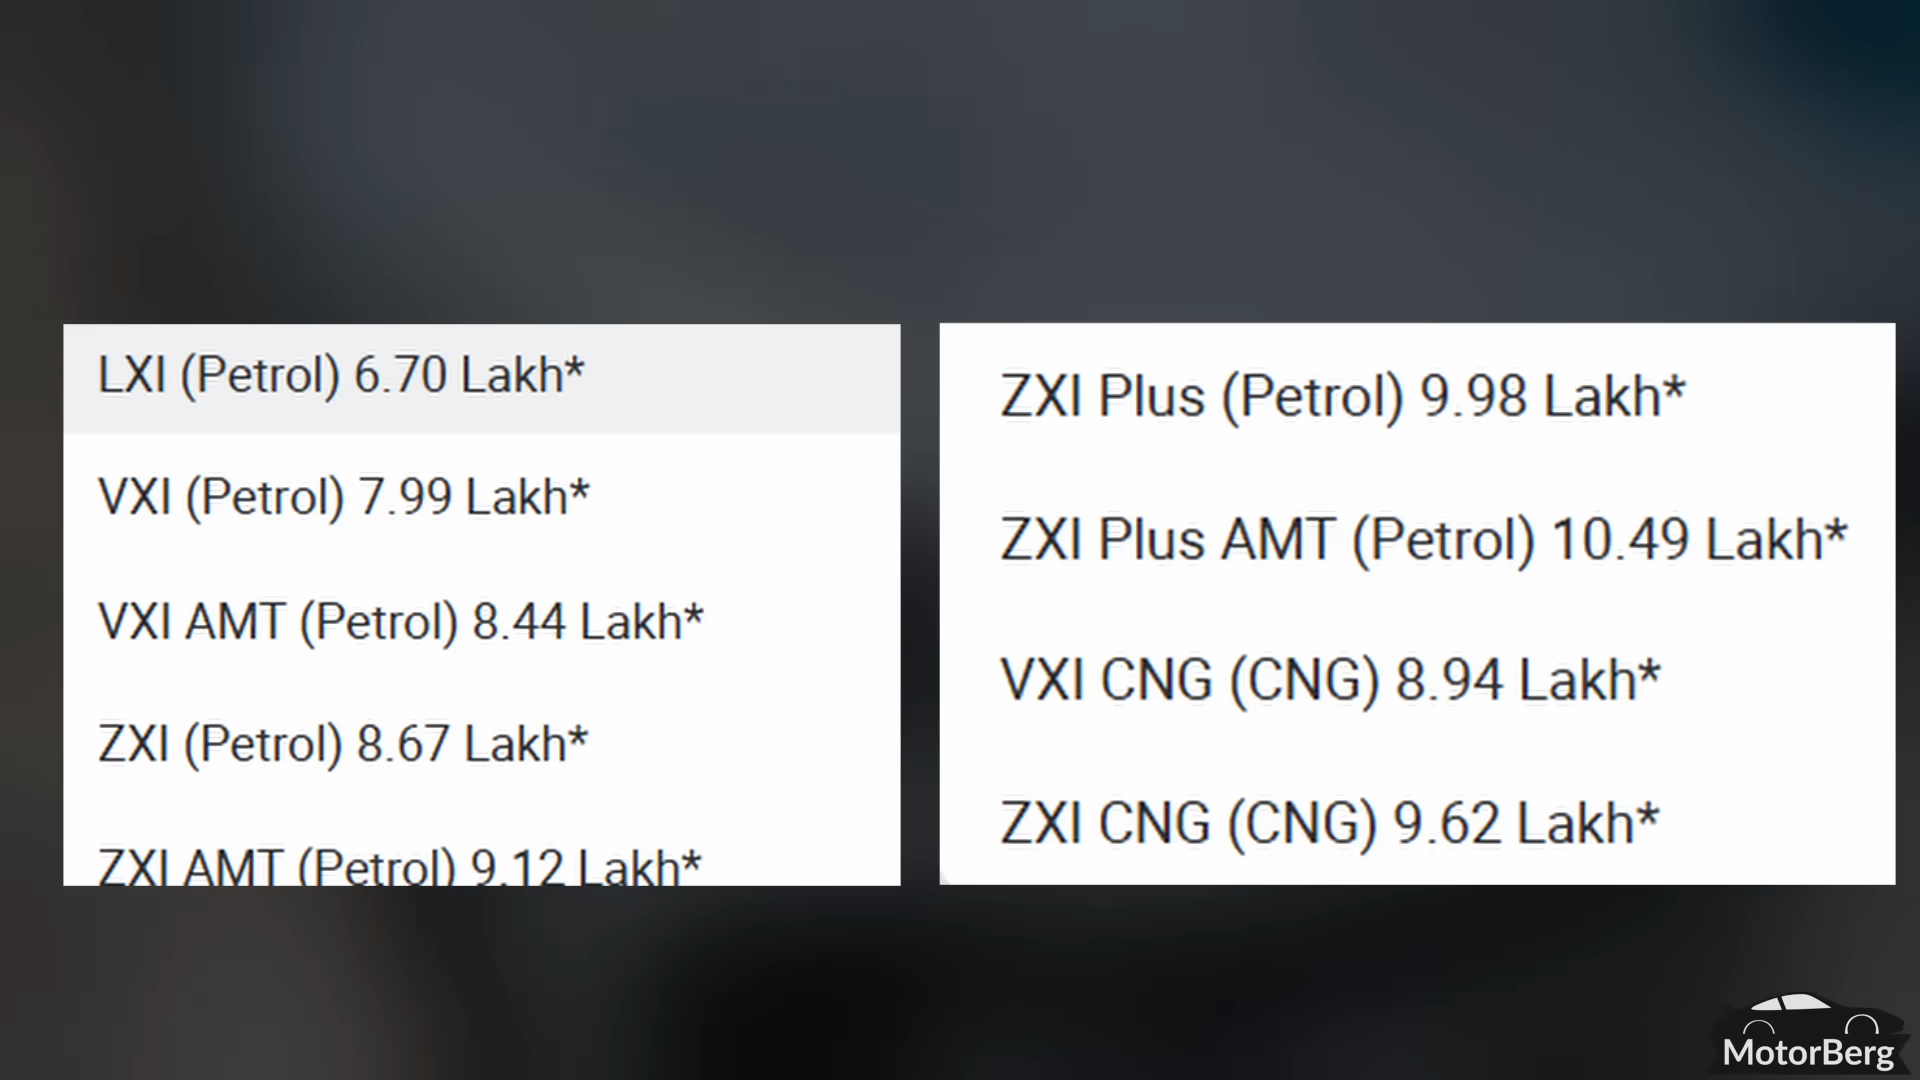 LXI (Petrol) 6.70 Lakh*
VXI (Petrol) 7.99 Lakh*
VXI AMT (Petrol) 8.44 Lakh*
ZXI (Petrol) 8.67 Lakh*
ZXI AMT (Petrol) 9.12 Lakh*
ZXI Plus (Petrol) 9.98 Lakh*
ZXI Plus AMT (Petrol) 10.49 Lakh*
VXI CNG (CNG) 8.94 Lakh*
ZXI CNG (CNG) 9.62 Lakh*
MotorBerg